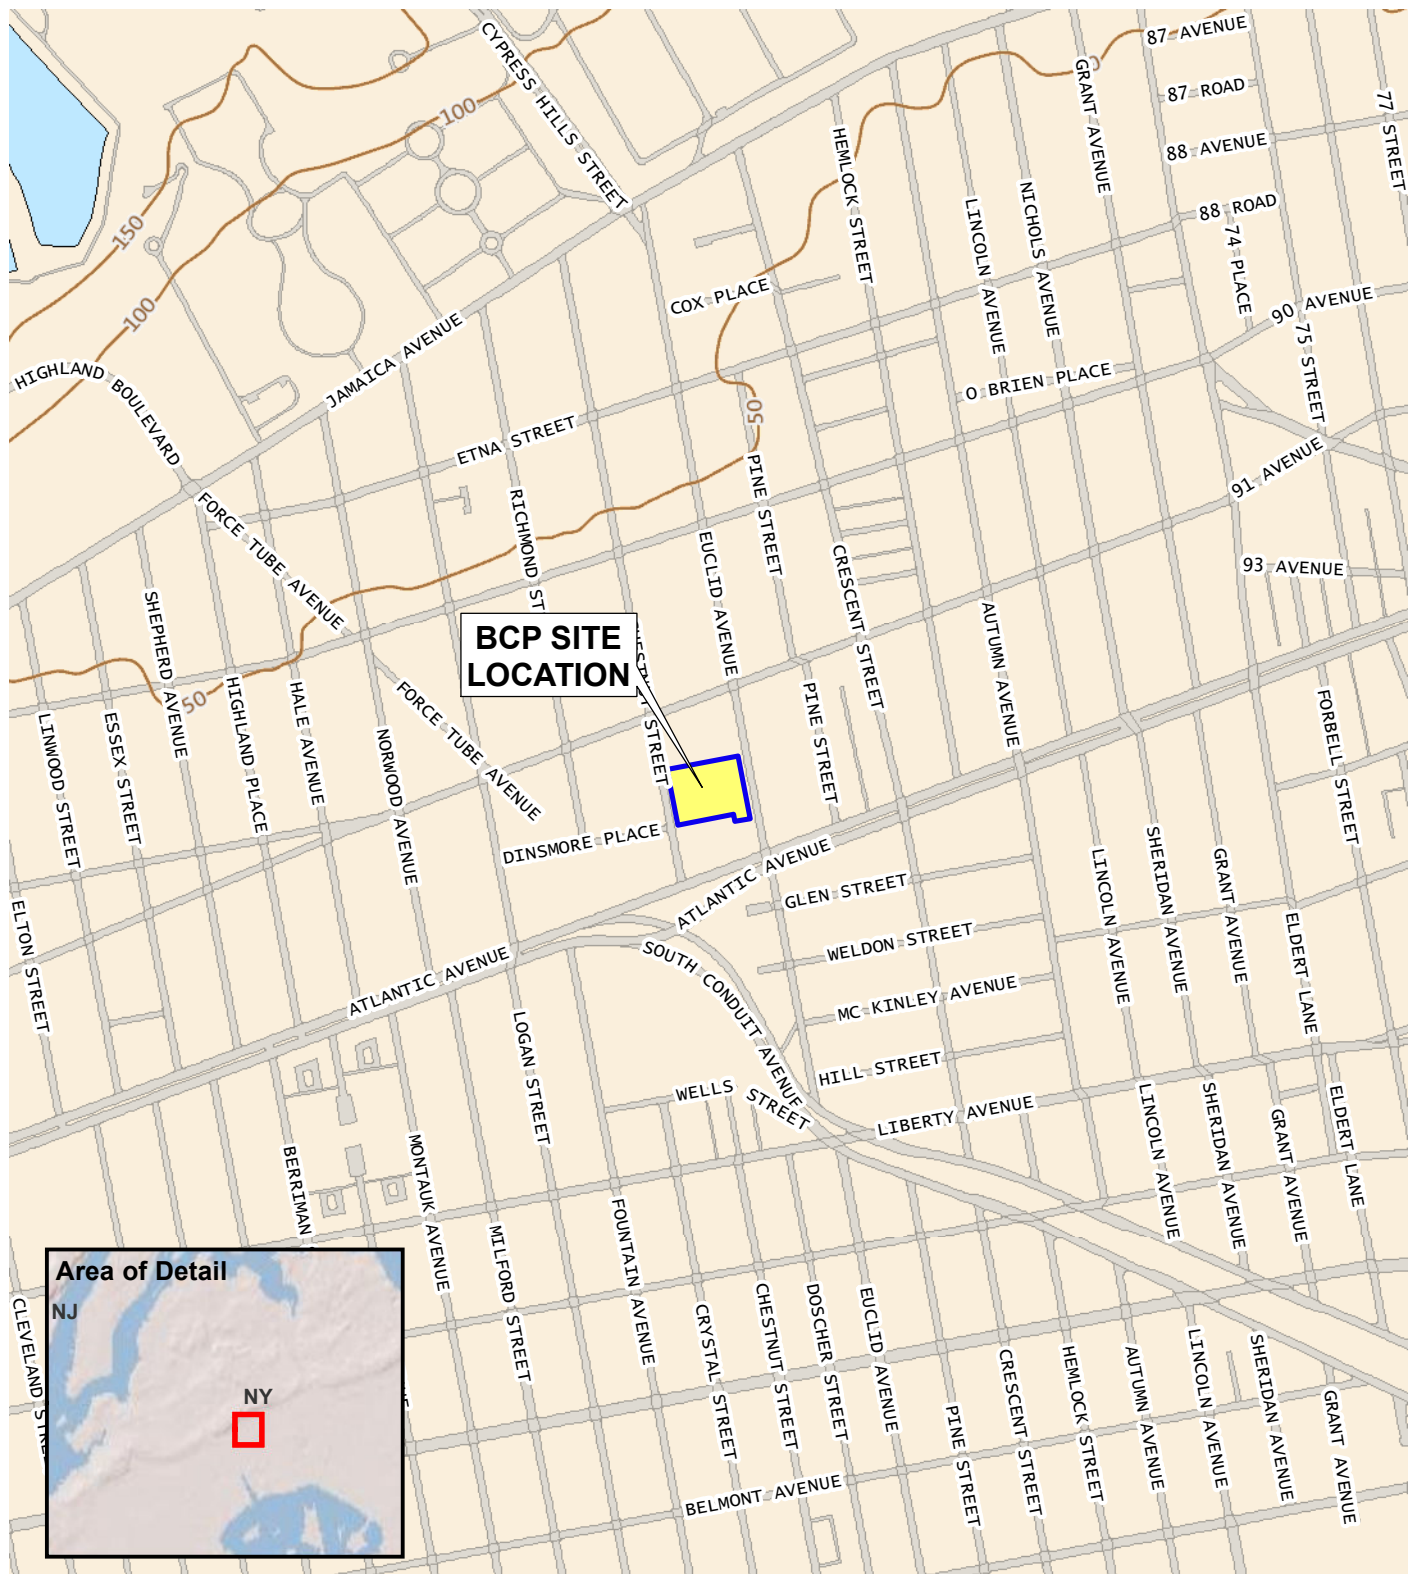 87 AVENUE
CYPRESS HILLS STREET
GRANT AVENUE
87 ROAD
77 STREET
100
88 AVENUE
HEMLOCK STREET
NICHOLS AVENUE
LINCOLN AVENUE
88 ROAD
74 PLACE
150
100
COX PLACE
90 AVENUE
75 STREET
JAMAICA AVENUE
HIGHLAND BOULEVARD
O BRIEN PLACE
50
ETNA STREET
91 AVENUE
PINE STREET
RICHMOND ST
FORCE TUBE AVENUE
EUCLID AVENUE
CRESCENT STREET
93 AVENUE
SHEPHERD AVENUE
AUTUMN AVENUE
BCP SITE
LOCATION
STREET
50
HIGHLAND PLACE
HALE AVENUE
FORCE TUBE AVENUE
PINE STREET
FORBELL STREET
LINWOOD STREET
ESSEX STREET
NORWOOD AVENUE
DINSMORE PLACE
ATLANTIC AVENUE
GLEN STREET
LINCOLN AVENUE
SHERIDAN AVENUE
GRANT AVENUE
ELTON STREET
ELDERT LANE
WELDON STREET
ATLANTIC AVENUE
SOUTH CONDUIT AVENUE
MC KINLEY AVENUE
LOGAN STREET
HILL STREET
WELLS STREET
LIBERTY AVENUE
LINCOLN AVENUE
SHERIDAN AVENUE
GRANT AVENUE
ELDERT LANE
BERRIMAN
MONTAUK AVENUE
MILFORD STREET
FOUNTAIN AVENUE
Area of Detail
NJ
NY
CLEVELAND
CRYSTAL STREET
CHESTNUT STREET
DOSCHER STREET
EUCLID AVENUE
PINE STREET
CRESCENT STREET
HEMLOCK STREET
AUTUMN AVENUE
LINCOLN AVENUE
SHERIDAN AVENUE
GRANT AVENUE
BELMONT AVENUE